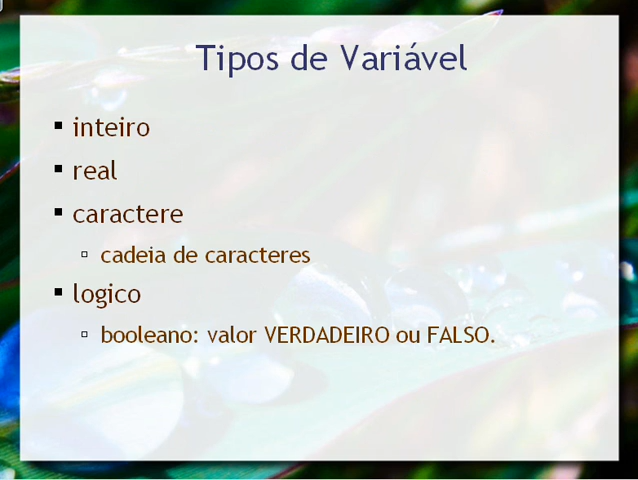 Tipos de Variável
inteiro
real
caractere
cadeia de caracteres
logico
booleano: valor VERDADEIRO ou FALSO.